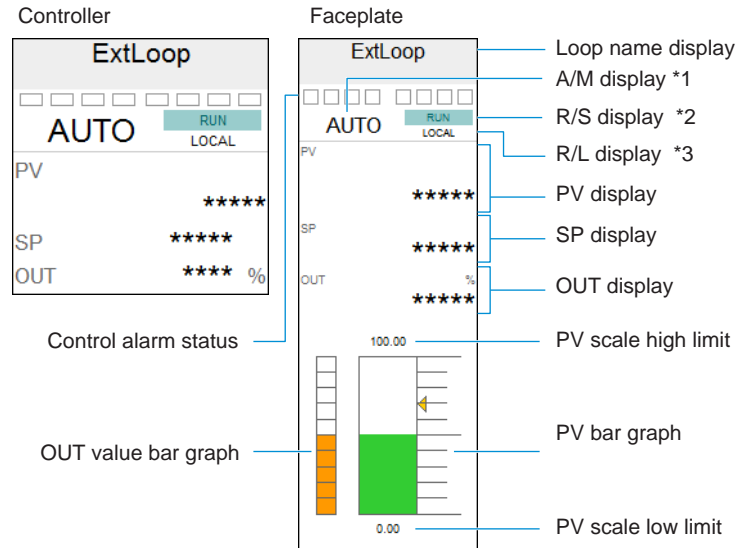 Controller
Faceplate
ExtLoop
AUTO
RUN
LOCAL
PV
*****
SP
*****
OUT
**** %
ExtLoop
AUTO
RUN
LOCAL
PV
*****
SP
*****
OUT
%
*****
100.00
0.00
Loop name display
A/M display *1
R/S display *2
R/L display *3
PV display
SP display
OUT display
PV scale high limit
PV bar graph
PV scale low limit
Control alarm status
OUT value bar graph